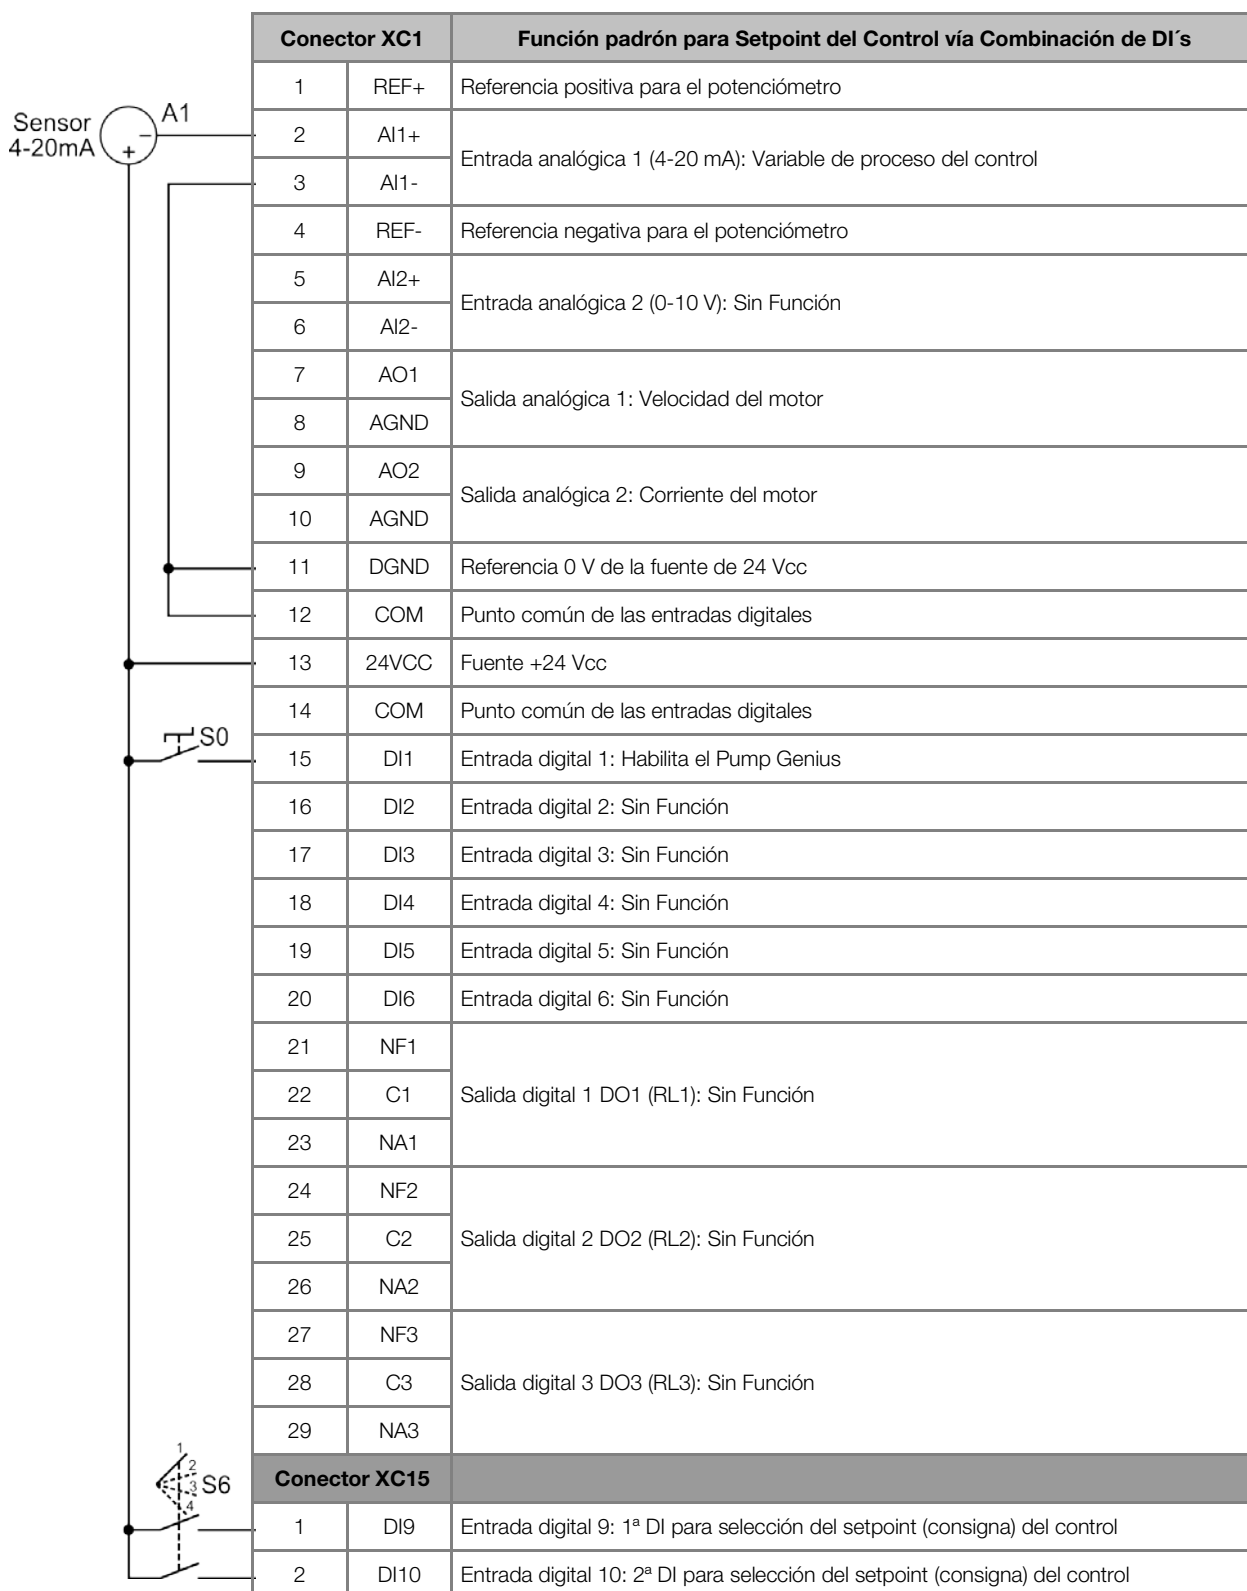 Conector XC1 Función padrón para Setpoint del Control vía Combinación de DI´s
1 REF+ Referencia positiva para el potenciómetro
Sensor
4-20mA
A1
-
+
2 AI1+ Entrada analógica 1 (4-20 mA): Variable de proceso del control
3 AI1-
4 REF- Referencia negativa para el potenciómetro
5 AI2+ Entrada analógica 2 (0-10 V): Sin Función
6 AI2-
7 AO1 Salida analógica 1: Velocidad del motor
8 AGND
9 AO2 Salida analógica 2: Corriente del motor
10 AGND
11 DGND Referencia 0 V de la fuente de 24 Vcc
12 COM Punto común de las entradas digitales
13 24VCC Fuente +24 Vcc
14 COM Punto común de las entradas digitales
S0
15 DI1 Entrada digital 1: Habilita el Pump Genius
16 DI2 Entrada digital 2: Sin Función
17 DI3 Entrada digital 3: Sin Función
18 DI4 Entrada digital 4: Sin Función
19 DI5 Entrada digital 5: Sin Función
20 DI6 Entrada digital 6: Sin Función
21 NF1
22 C1 Salida digital 1 DO1 (RL1): Sin Función
23 NA1
24 NF2
25 C2 Salida digital 2 DO2 (RL2): Sin Función
26 NA2
27 NF3
28 C3 Salida digital 3 DO3 (RL3): Sin Función
29 NA3
Conector XC15
1
2
3
4
S6
1 DI9 Entrada digital 9: 1ª DI para selección del setpoint (consigna) del control
2 DI10 Entrada digital 10: 2ª DI para selección del setpoint (consigna) del control